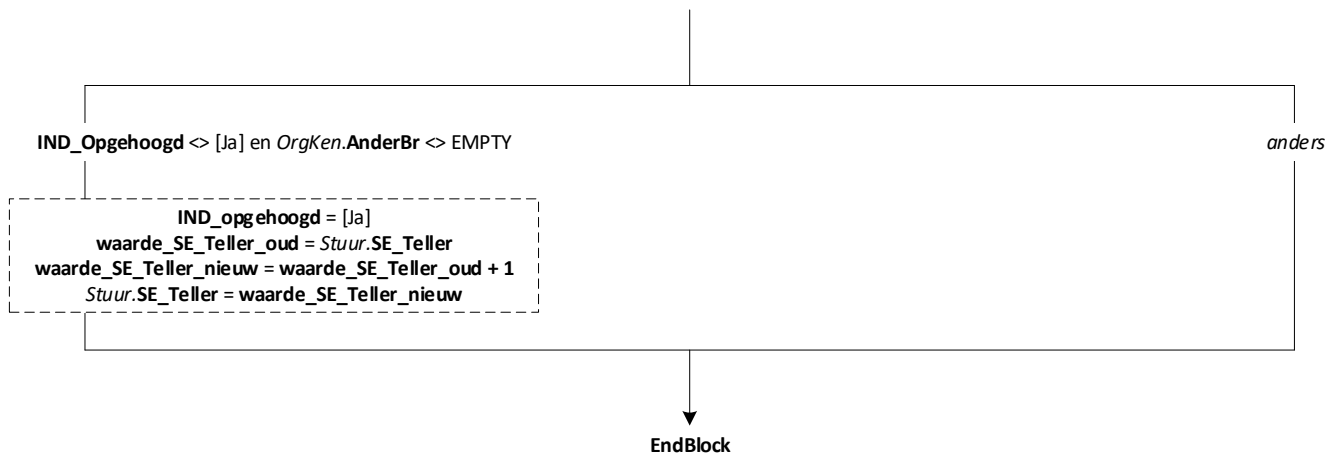 IND_Opgehoogd <> [Ja] en OrgKen.AnderBr <> EMPTY
anders
IND_opgehoogd = [Ja]
waarde_SE_Teller_oud = Stuur.SE_Teller
waarde_SE_Teller_nieuw = waarde_SE_Teller_oud + 1
Stuur.SE_Teller = waarde_SE_Teller_nieuw
EndBlock